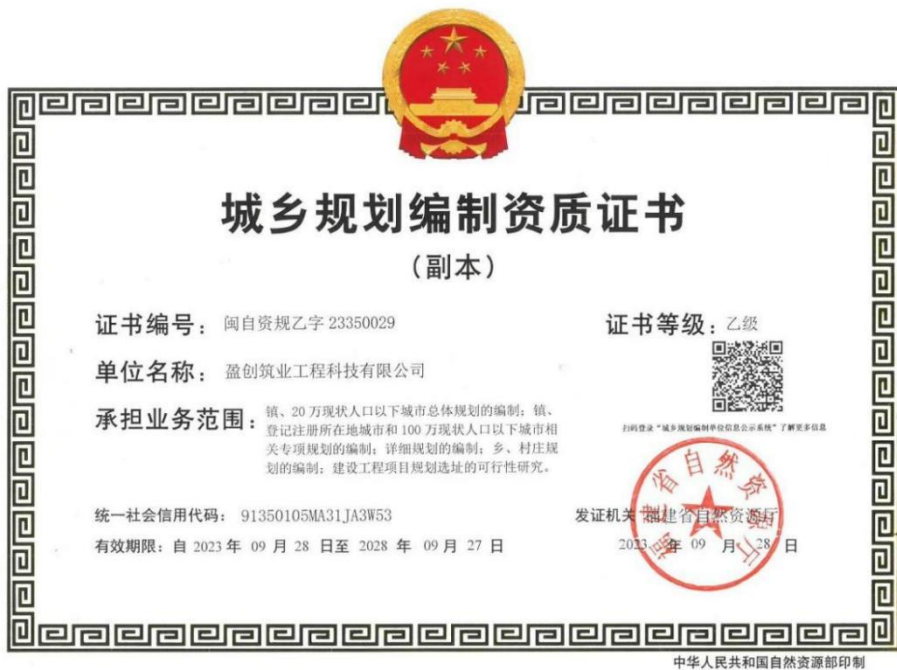 城乡规划编制资质证书
（副本）
证书编号：闽自资规乙字 23350029
证书等级：乙级
单位名称：盈创筑业工程科技有限公司
承担业务范围：镇、20 万现状人口以下城市总体规划的编制；镇、
登记注册所在地城市和 100 万现状人口以下城市相
关专项规划的编制；详细规划的编制；乡、村庄规
划的编制；建设工程项目规划选址的可行性研究。
扫码登录“城乡规划编制单位信息公示系统”了解更多信息
统一社会信用代码：91350105MA31JA3W53
发证机关 福建省自然资源厅
有效期限：自 2023 年 09 月 28 日至 2028 年 09 月 27 日
2023 年 09 月 28 日
福建省自然资源厅
中华人民共和国自然资源部印制